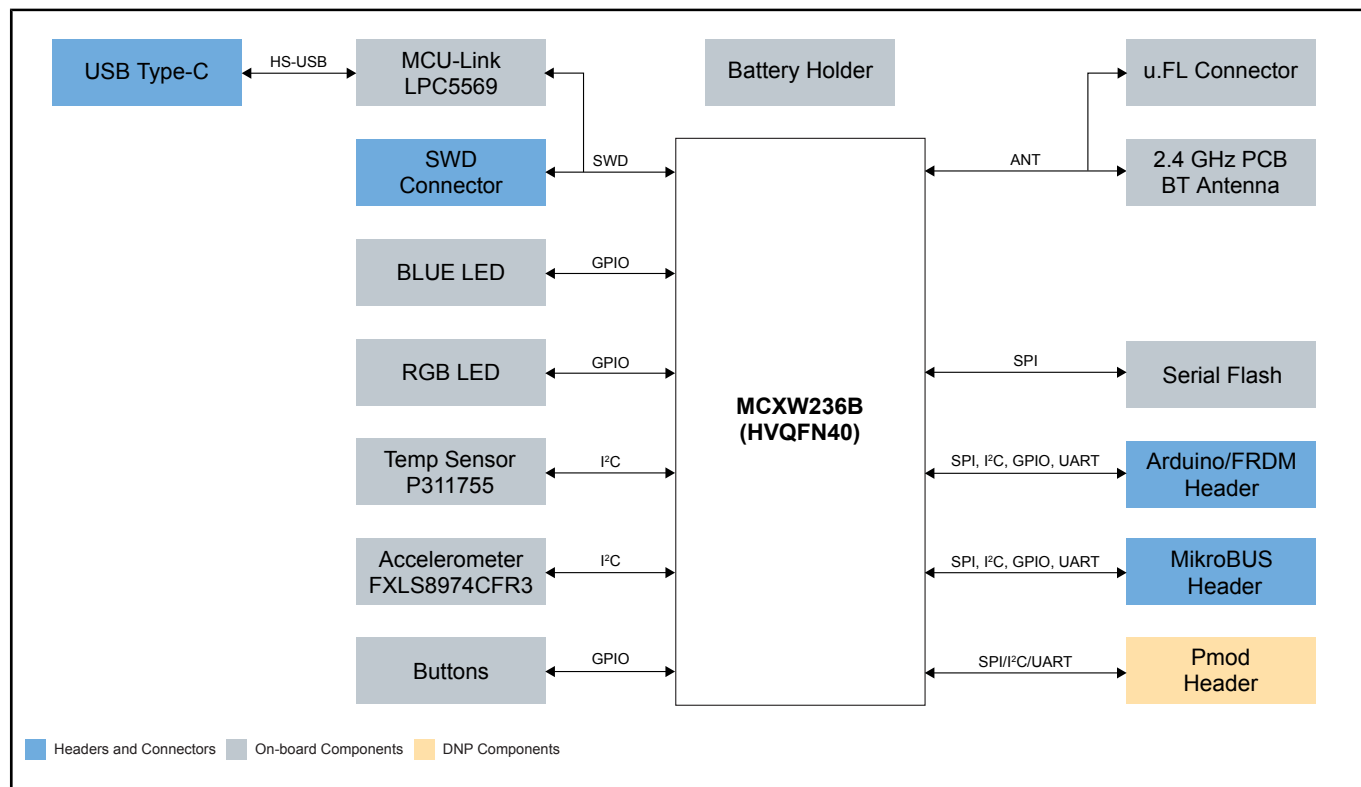 USB Type-C
HS-USB
MCU-Link
LPC5569
Battery Holder
u.FL Connector
SWD
Connector
SWD
ANT
2.4 GHz PCB
BT Antenna
BLUE LED
GPIO
RGB LED
GPIO
MCXW236B
(HVQFN40)
SPI
Serial Flash
Temp Sensor
P311755
I²C
SPI, I²C, GPIO, UART
Arduino/FRDM
Header
Accelerometer
FXLS8974CFR3
I²C
SPI, I²C, GPIO, UART
MikroBUS
Header
Buttons
GPIO
SPI/I²C/UART
Pmod
Header
Headers and Connectors
On-board Components
DNP Components